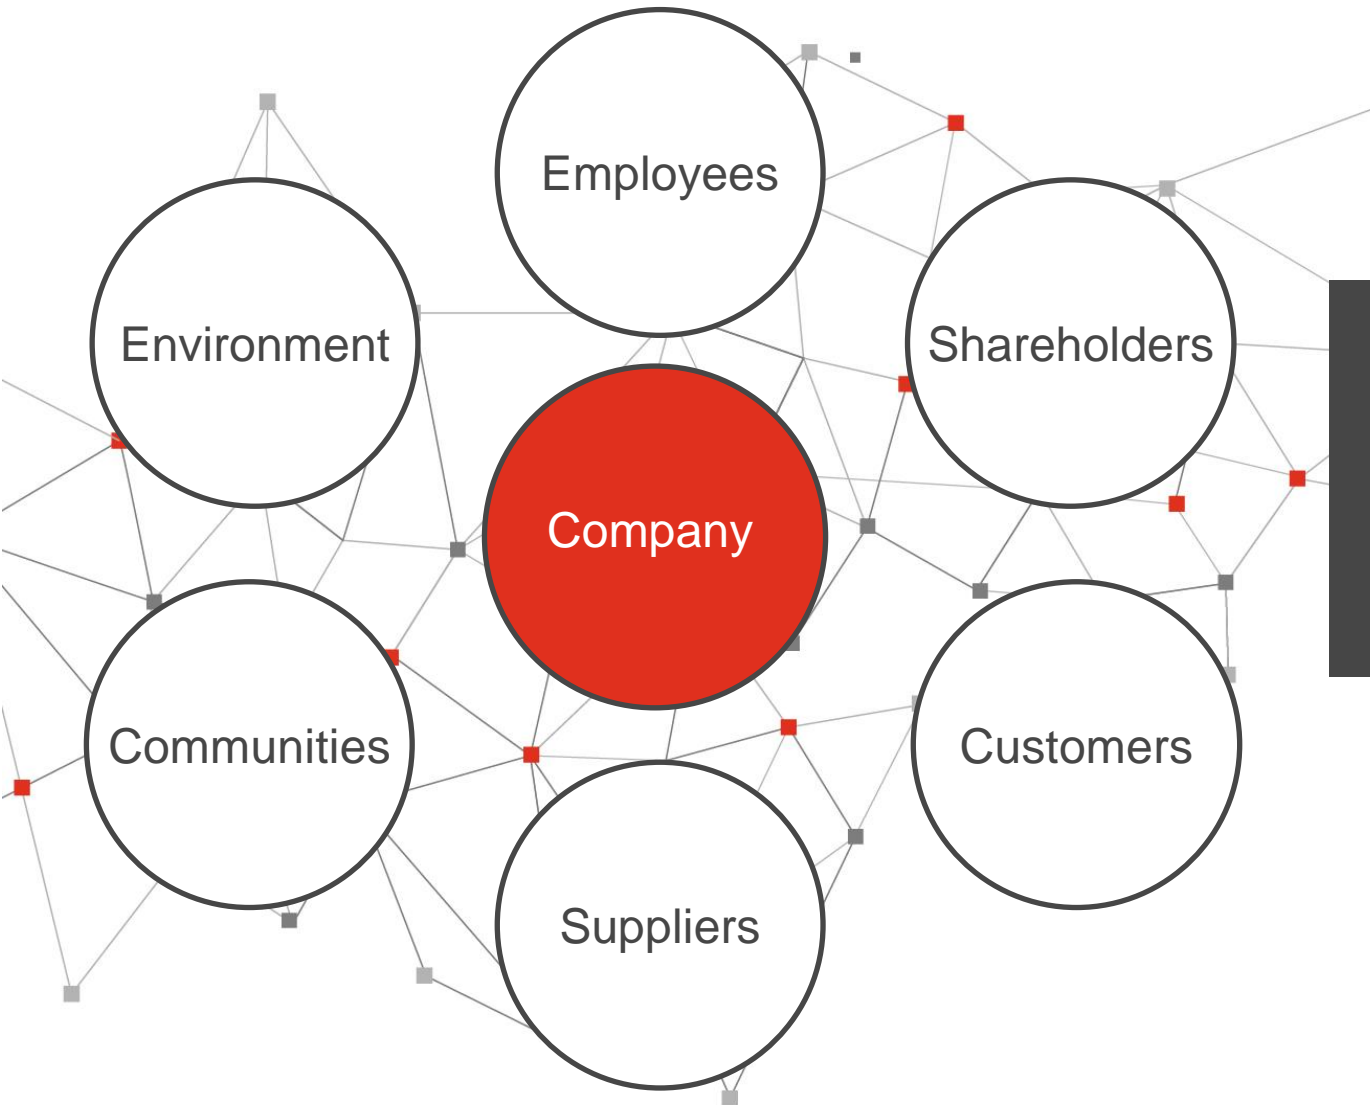 Employees
Environment
Shareholders
Company
Communities
Customers
Suppliers